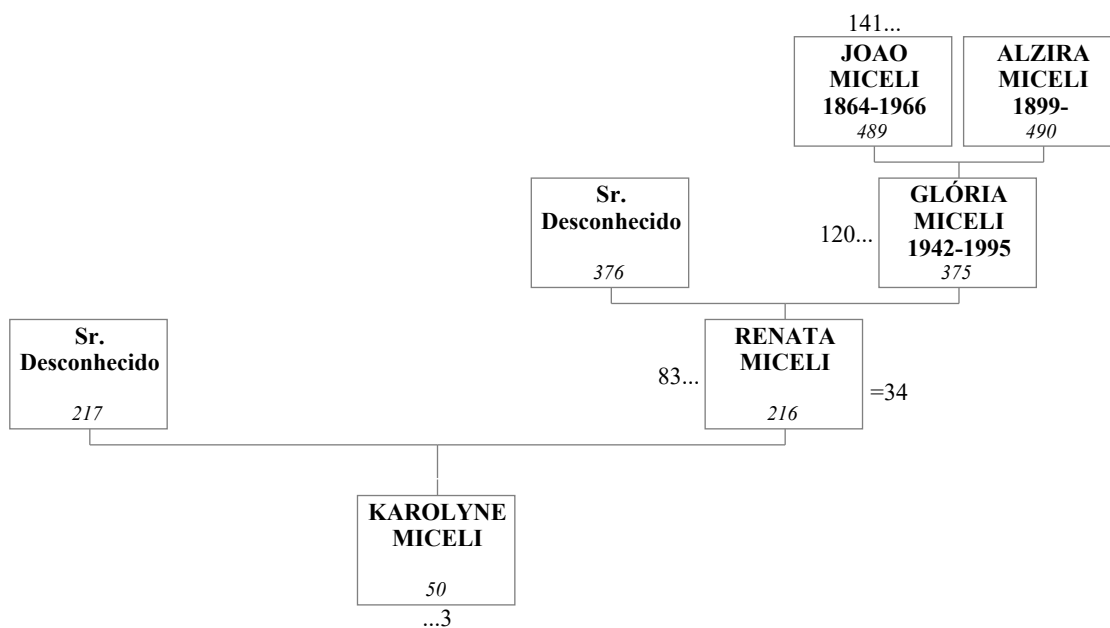 141...
JOAO
MICELI
1864-1966
489
ALZIRA
MICELI
1899-
490
Sr.
Desconhecido
376
120...
GLÓRIA
MICELI
1942-1995
375
Sr.
Desconhecido
217
83...
RENATA
MICELI
216
=34
KAROLYNE
MICELI
50
...3